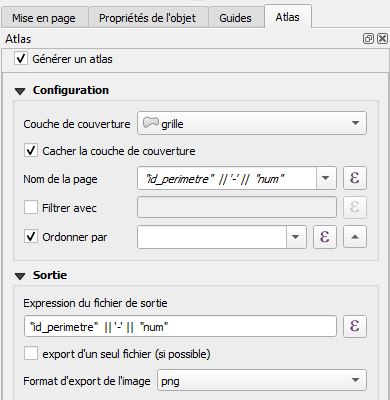 Mise en page Propriétés de l'objet Guides Atlas
Atlas
Générer un atlas
Configuration
Couche de couverture grille
Cacher la couche de couverture
Nom de la page "id_perimetre" || '-' || "num" ε
Filtrer avec ε
Ordonner par ε
Sortie
Expression du fichier de sortie
"id_perimetre" || '-' || "num" ε
export d'un seul fichier (si possible)
Format d'export de l'image png